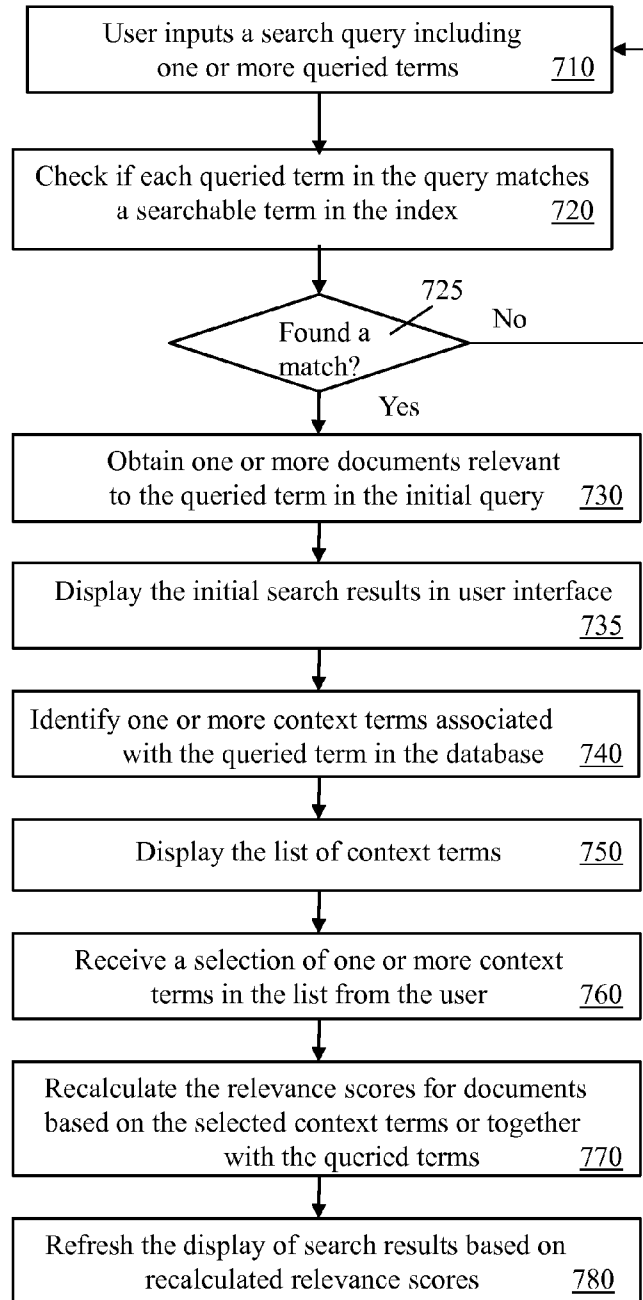 User inputs a search query including
one or more queried terms 710
Check if each queried term in the query matches
a searchable term in the index 720
725
Found a
match?
No
Yes
Obtain one or more documents relevant
to the queried term in the initial query 730
Display the initial search results in user interface
735
Identify one or more context terms associated
with the queried term in the database 740
Display the list of context terms 750
Receive a selection of one or more context
terms in the list from the user 760
Recalculate the relevance scores for documents
based on the selected context terms or together
with the queried terms 770
Refresh the display of search results based on
recalculated relevance scores 780